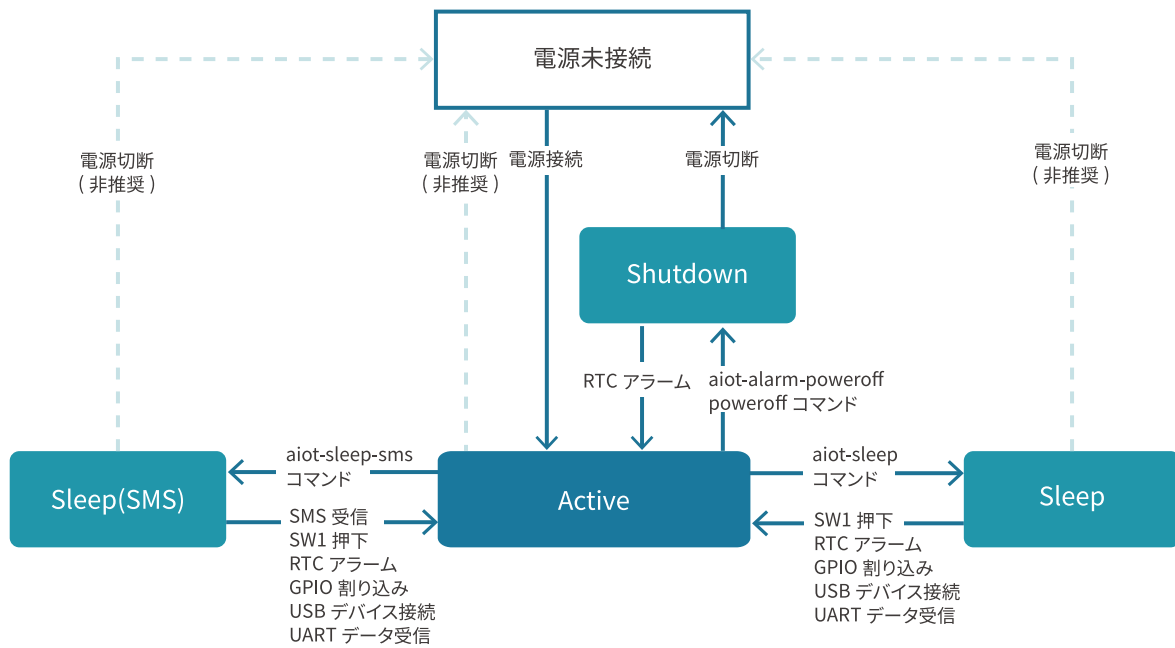 電源未接続
電源切断
( 非推奨 )
電源切断
( 非推奨 )
電源接続
電源切断
電源切断
( 非推奨 )
Shutdown
RTC アラーム
aiot-alarm-poweroff
poweroff コマンド
Sleep(SMS)
aiot-sleep-sms
コマンド
SMS 受信
SW1 押下
RTC アラーム
GPIO 割り込み
USB デバイス接続
UART データ受信
Active
aiot-sleep
コマンド
SW1 押下
RTC アラーム
GPIO 割り込み
USB デバイス接続
UART データ受信
Sleep